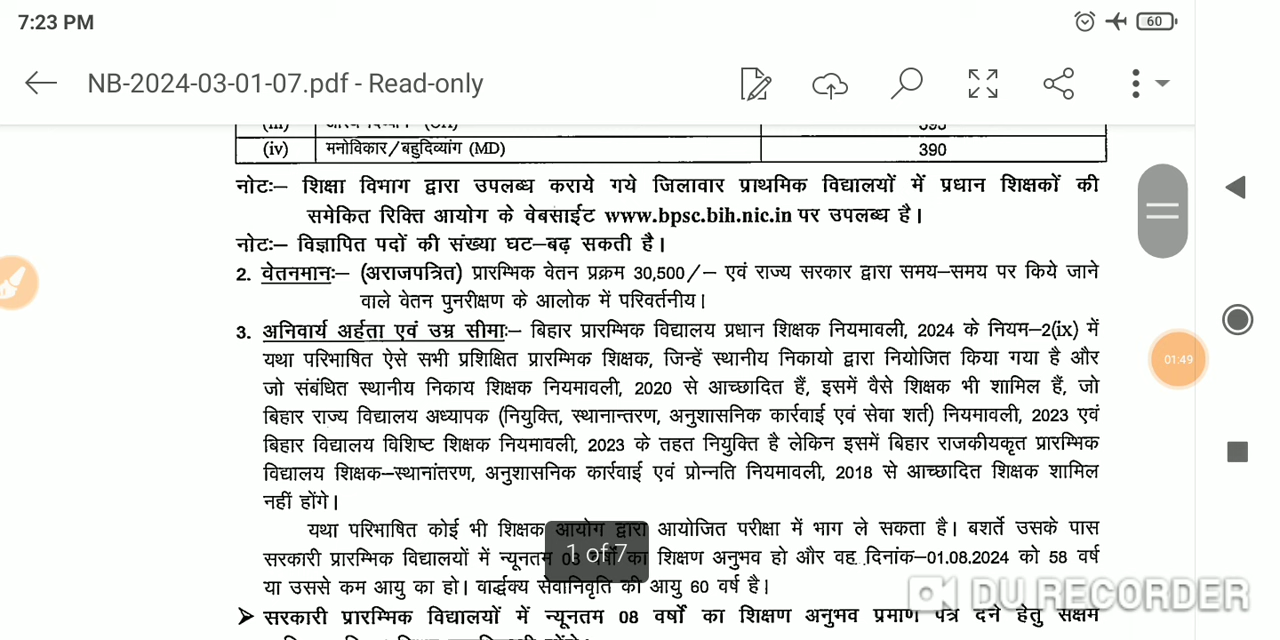 7:23 PM
60
NB-2024-03-01-07.pdf - Read-only
(iv) मनोविकार/बहुदिव्यांग (MD) 390
नोटः– शिक्षा विभाग द्वारा उपलब्ध कराये गये जिलावार प्राथमिक विद्यालयों में प्रधान शिक्षकों की
समेकित रिक्ति आयोग के वेबसाईट www.bpsc.bih.nic.in पर उपलब्ध है।
नोटः– विज्ञापित पदों की संख्या घट–बढ़ सकती है।
2. वेतनमानः– (अराजपत्रित) प्रारम्भिक वेतन प्रक्रम 30,500/– एवं राज्य सरकार द्वारा समय–समय पर किये जाने
वाले वेतन पुनरीक्षण के आलोक में परिवर्तनीय।
3. अनिवार्य अर्हता एवं उम्र सीमाः– बिहार प्रारम्भिक विद्यालय प्रधान शिक्षक नियमावली, 2024 के नियम–2(ix) में
यथा परिभाषित ऐसे सभी प्रशिक्षित प्रारम्भिक शिक्षक, जिन्हें स्थानीय निकायो द्वारा नियोजित किया गया है और
01:49
जो संबंधित स्थानीय निकाय शिक्षक नियमावली, 2020 से आच्छादित हैं, इसमें वैसे शिक्षक भी शामिल हैं, जो
बिहार राज्य विद्यालय अध्यापक (नियुक्ति, स्थानान्तरण, अनुशासनिक कार्रवाई एवं सेवा शर्त) नियमावली, 2023 एवं
बिहार विद्यालय विशिष्ट शिक्षक नियमावली, 2023 के तहत नियुक्ति है लेकिन इसमें बिहार राजकीयकृत प्रारम्भिक
विद्यालय शिक्षक–स्थानांतरण, अनुशासनिक कार्रवाई एवं प्रोन्नति नियमावली, 2018 से आच्छादित शिक्षक शामिल
नहीं होंगे।
यथा परिभाषित कोई भी शिक्षक आयोग द्वारा आयोजित परीक्षा में भाग ले सकता है। बशर्ते उसके पास
सरकारी प्रारम्भिक विद्यालयों में न्यूनतम वर्षों का शिक्षण अनुभव हो और वह दिनांक–01.08.2024 को 58 वर्ष
1 of 7
या उससे कम आयु का हो। वार्द्धक्य सेवानिवृति की आयु 60 वर्ष है।
DU RECORDER
➢ सरकारी प्रारम्भिक विद्यालयों में न्यूनतम 08 वर्षों का शिक्षण अनुभव प्रमाण पत्र देने हेतु सक्षम